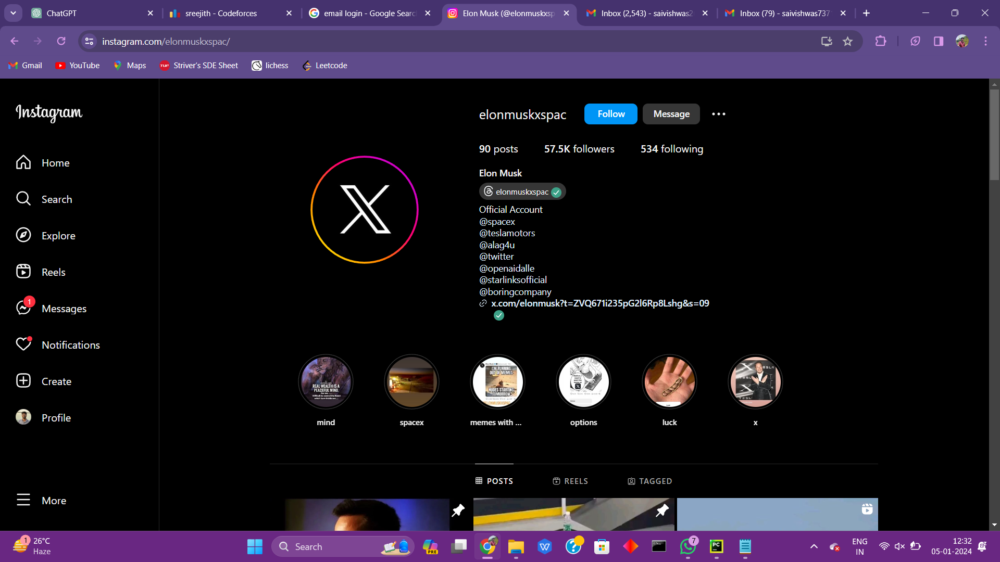 ChatGPT
sreejith - Codeforces
email login - Google Searc
Elon Musk (@elonmuskxsp
Inbox (2,543) - saivishwas2
Inbox (79) - saivishwas737
instagram.com/elonmuskxspac/
Gmail
YouTube
Maps
TUF
Striver's SDE Sheet
lichess
Leetcode
Instagram
Home
Search
Explore
Reels
1
Messages
Notifications
Create
Profile
More
elonmuskxspac
Follow
Message
90 posts
57.5K followers
534 following
Elon Musk
elonmuskxspac
Official Account
@spacex
@teslamotors
@alag4u
@twitter
@openaidalle
@starlinksofficial
@boringcompany
x.com/elonmusk?t=ZVQ671i235pG2l6Rp8Lshg&s=09
REAL WEALTH IS A
PEACEFUL MIND.
I'M RUNNING
OUT OF MEMES
NUDES STARTING
TOMORROW
mind
spacex
memes with ...
options
luck
x
POSTS
REELS
TAGGED
1
26°C
Haze
Search
PRE
7
PC
ENG
IN
12:32
05-01-2024